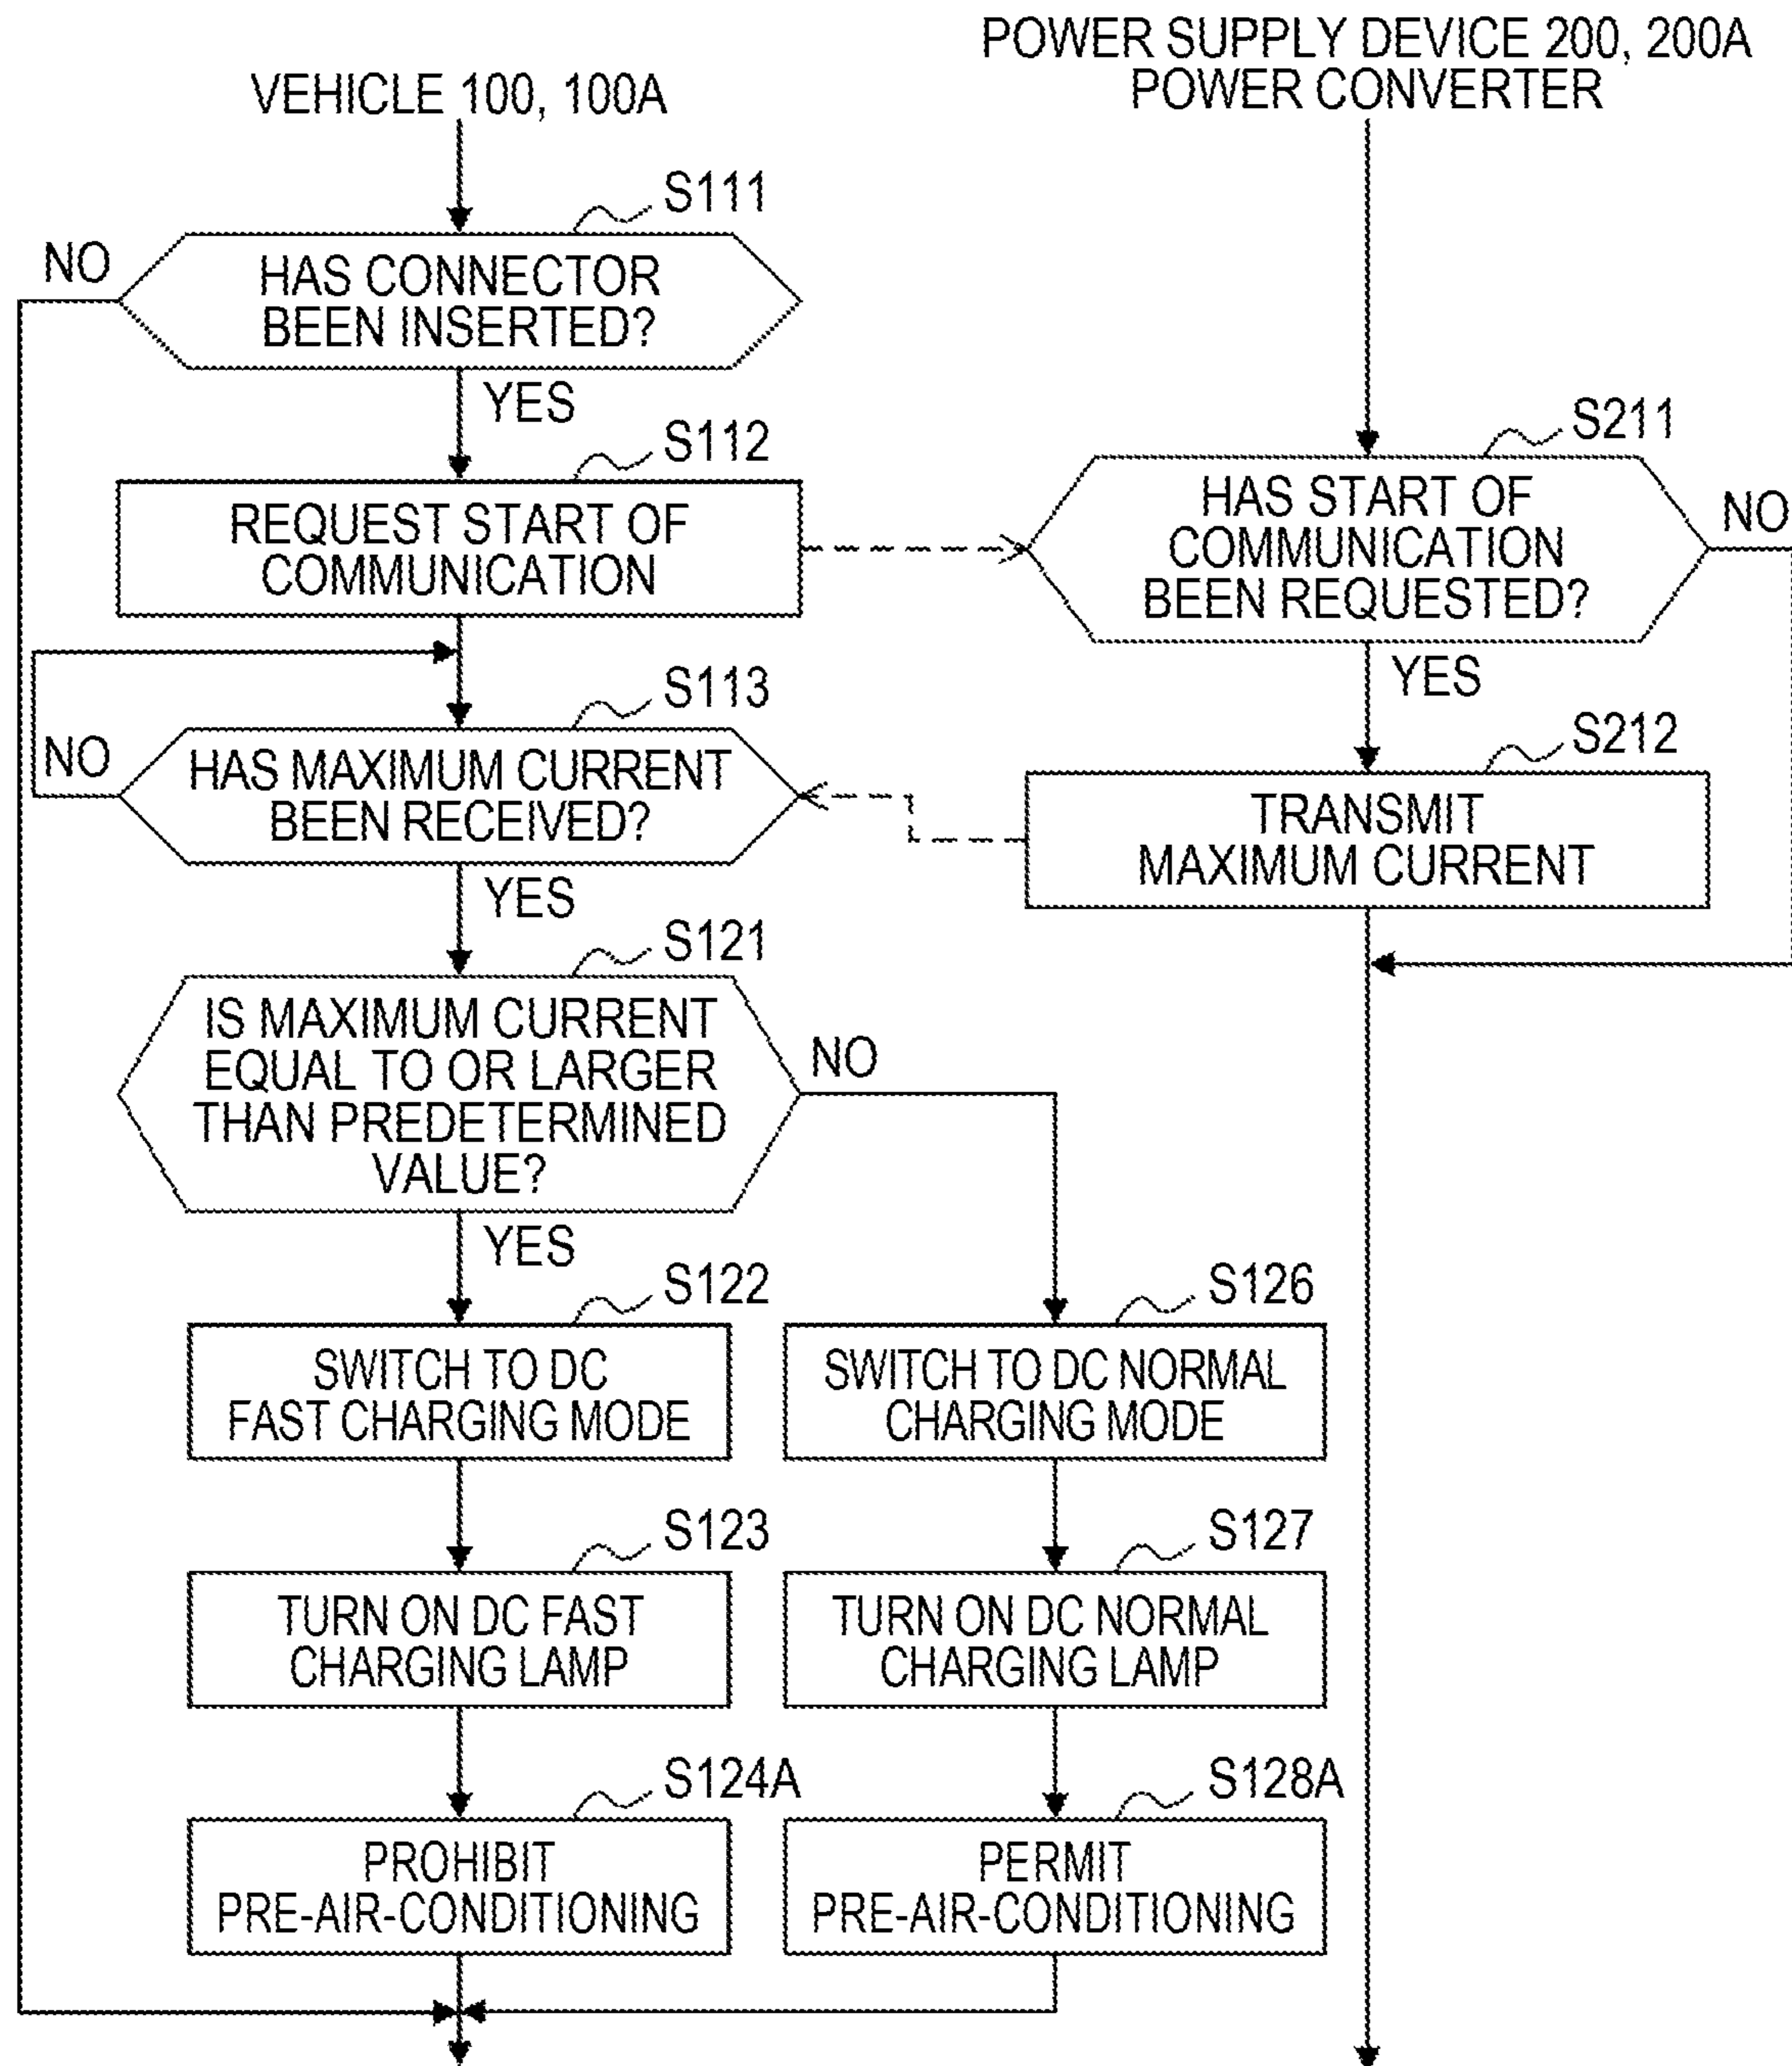 POWER SUPPLY DEVICE 200, 200A
POWER CONVERTER
VEHICLE 100, 100A
S111
NO
HAS CONNECTOR
BEEN INSERTED?
YES
S112
REQUEST START OF
COMMUNICATION
S211
HAS START OF
COMMUNICATION
BEEN REQUESTED?
NO
YES
S113
NO
HAS MAXIMUM CURRENT
BEEN RECEIVED?
YES
S212
TRANSMIT
MAXIMUM CURRENT
S121
IS MAXIMUM CURRENT
EQUAL TO OR LARGER
THAN PREDETERMINED
VALUE?
NO
YES
S122
SWITCH TO DC
FAST CHARGING MODE
S126
SWITCH TO DC NORMAL
CHARGING MODE
S123
TURN ON DC FAST
CHARGING LAMP
S127
TURN ON DC NORMAL
CHARGING LAMP
S124A
PROHIBIT
PRE-AIR-CONDITIONING
S128A
PERMIT
PRE-AIR-CONDITIONING